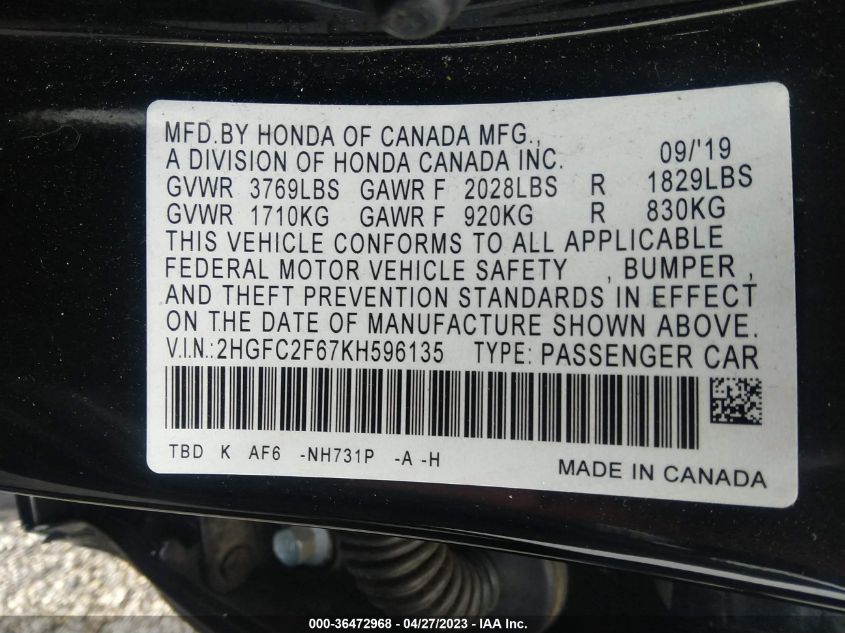 MFD.BY HONDA OF CANADA MFG.,
A DIVISION OF HONDA CANADA INC. 09/'19
GVWR 3769LBS GAWR F 2028LBS R 1829LBS
GVWR 1710KG GAWR F 920KG R 830KG
THIS VEHICLE CONFORMS TO ALL APPLICABLE
FEDERAL MOTOR VEHICLE SAFETY , BUMPER ,
AND THEFT PREVENTION STANDARDS IN EFFECT
ON THE DATE OF MANUFACTURE SHOWN ABOVE.
V.I.N.:2HGFC2F67KH596135 TYPE: PASSENGER CAR
TBD K AF6 -NH731P -A -H
MADE IN CANADA
000-36472968 - 04/27/2023 - IAA Inc.